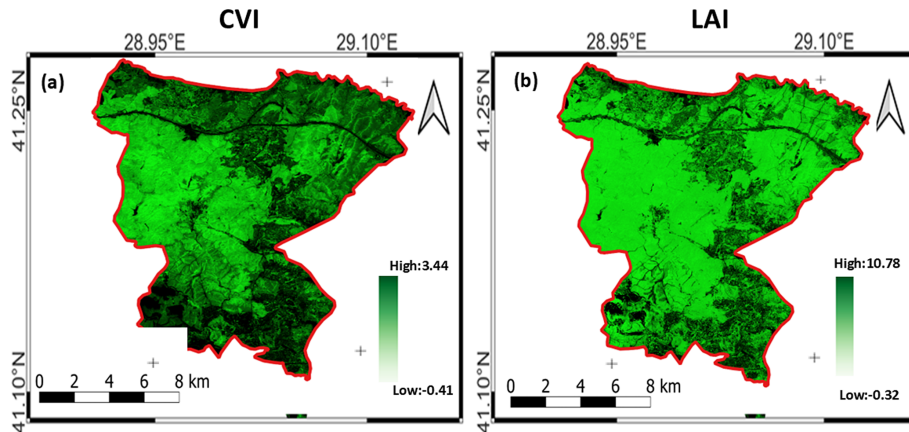 CVI
LAI
28.95°E
29.10°E
28.95°E
29.10°E
(a)
(b)
41.25°N
41.25°N
High:3.44
High:10.78
Low:-0.41
Low:-0.32
41.10°N
41.10°N
0 2 4 6 8 km
0 2 4 6 8 km